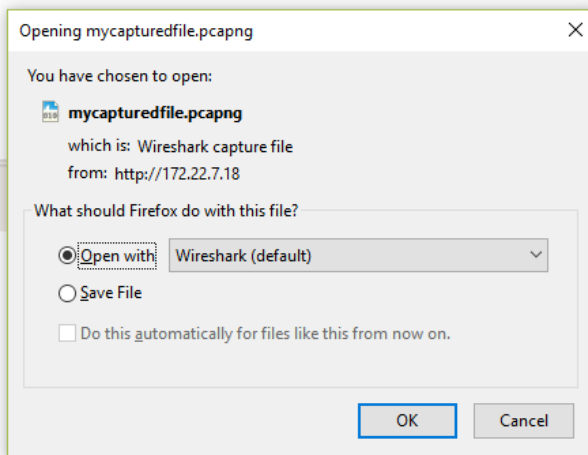 Opening mycapturedfile.pcapng
You have chosen to open:
mycapturedfile.pcapng
which is: Wireshark capture file
from: http://172.22.7.18
What should Firefox do with this file?
Open with Wireshark (default)
Save File
Do this automatically for files like this from now on.
OK Cancel